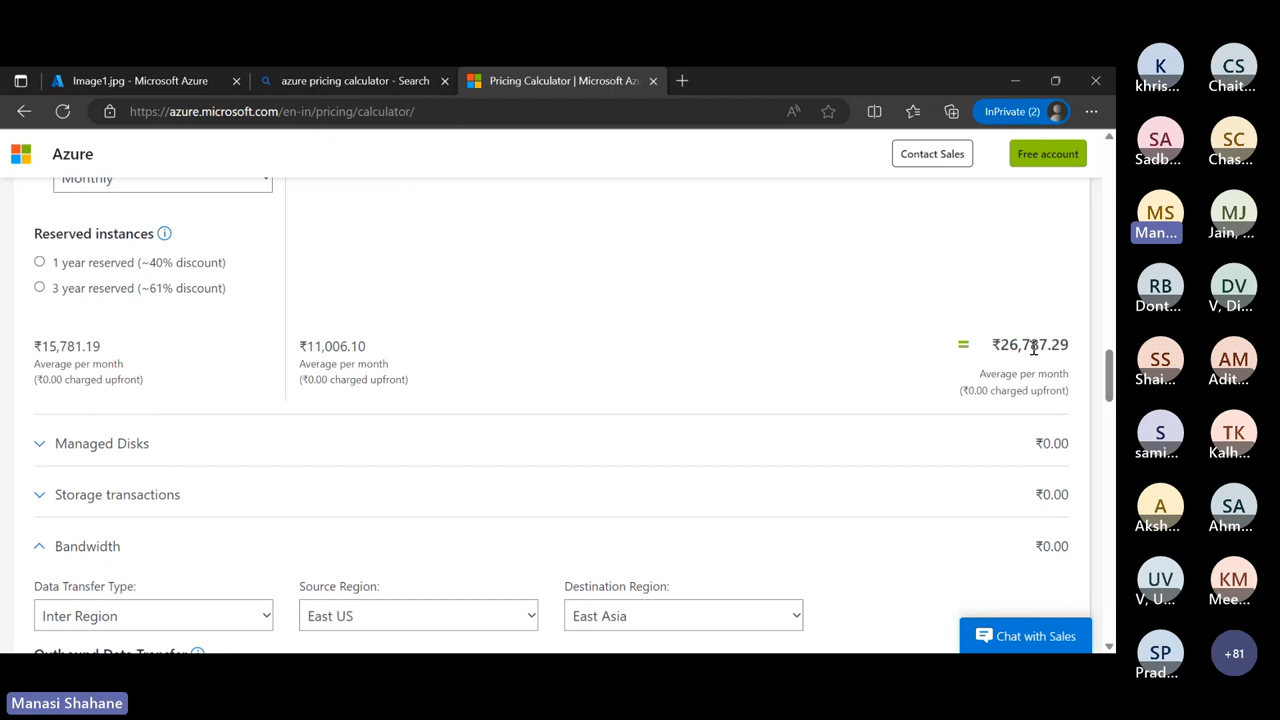 Image1.jpg - Microsoft Azure
azure pricing calculator - Search
Pricing Calculator | Microsoft Az
https://azure.microsoft.com/en-in/pricing/calculator/
InPrivate (2)
Azure
Contact Sales
Free account
Monthly
Reserved instances
1 year reserved (~40% discount)
3 year reserved (~61% discount)
₹15,781.19
Average per month
(₹0.00 charged upfront)
₹11,006.10
Average per month
(₹0.00 charged upfront)
= ₹26,787.29
Average per month
(₹0.00 charged upfront)
Managed Disks ₹0.00
Storage transactions ₹0.00
Bandwidth ₹0.00
Data Transfer Type: Source Region: Destination Region:
Inter Region East US East Asia
Outbound Data Transfer
Chat with Sales
K CS
khris... Chait...
SA SC
Sadb... Chas...
MS MJ
Man... Jain, ...
RB DV
Dont... V, Di...
SS AM
Shai... Adit...
S TK
sami... Kalh...
A SA
Aksh... Ahm...
UV KM
V, U... Mee...
SP +81
Prad...
Manasi Shahane